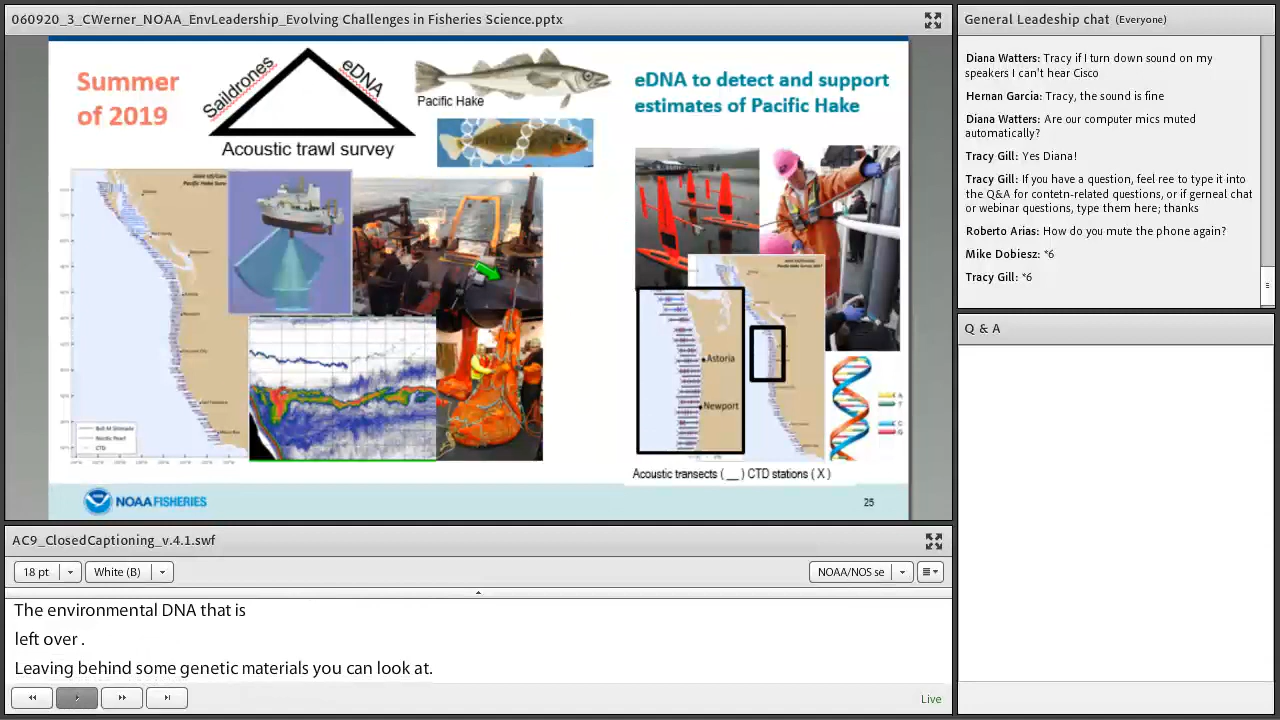 060920_3_CWerner_NOAA_EnvLeadership_Evolving Challenges in Fisheries Science.pptx
Summer
of 2019
Saildrones
eDNA
Acoustic trawl survey
Pacific Hake
eDNA to detect and support
estimates of Pacific Hake
Astoria
Newport
Acoustic transects ( __ ) CTD stations ( X )
NOAA FISHERIES
25
AC9_ClosedCaptioning_v.4.1.swf
18 pt
White (B)
NOAA/NOS se
The environmental DNA that is
left over .
Leaving behind some genetic materials you can look at.
Live
General Leadeship chat (Everyone)
Diana Watters: Tracy if I turn down sound on my
speakers I can't hear Cisco
Hernan Garcia: Tracy, the sound is fine
Diana Watters: Are our computer mics muted
automatically?
Tracy Gill: Yes Diana!
Tracy Gill: If you have a question, feel ree to type it into
the Q&A for contetn-related questions, or if gerneal chat
or webinar questions, type them here; thanks
Roberto Arias: How do you mute the phone again?
Mike Dobiesz: *6
Tracy Gill: *6
Q & A